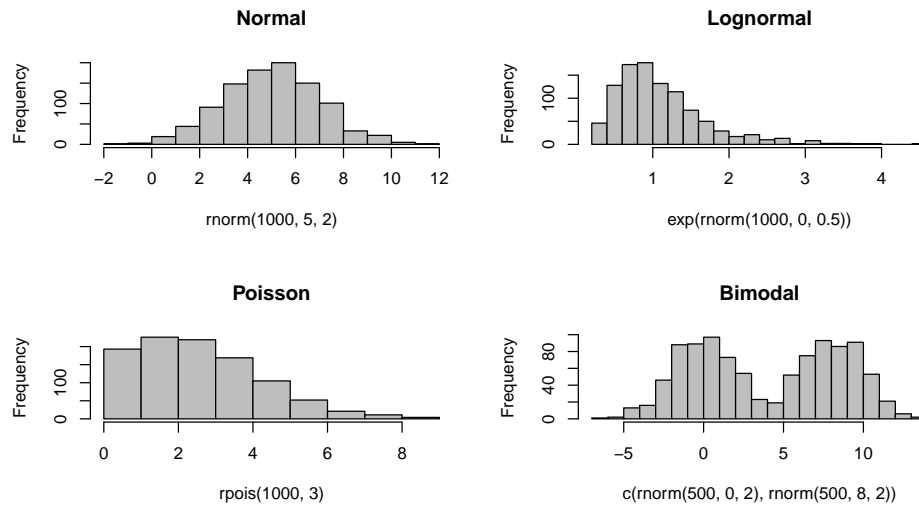 Normal
Frequency
0
100
−2
0
2
4
6
8
10
12
rnorm(1000, 5, 2)
Lognormal
Frequency
0
100
1
2
3
4
exp(rnorm(1000, 0, 0.5))
Poisson
Frequency
0
100
0
2
4
6
8
rpois(1000, 3)
Bimodal
Frequency
0
40
80
−5
0
5
10
c(rnorm(500, 0, 2), rnorm(500, 8, 2))